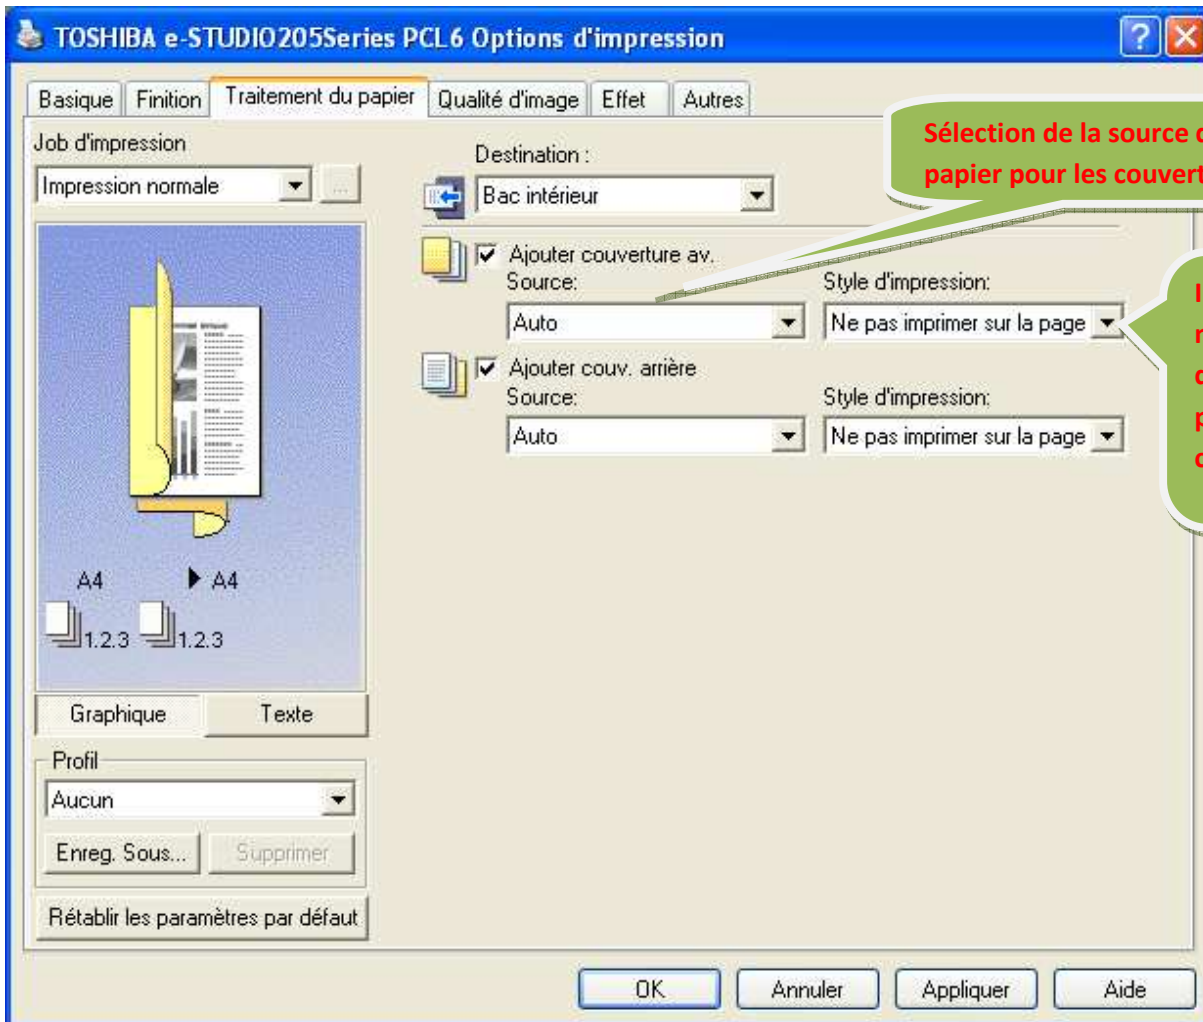 TOSHIBA e-STUDIO205Series PCL6 Options d'impression
Basique Finition Traitement du papier Qualité d'image Effet Autres
Job d'impression
Impression normale
...
Destination :
Bac intérieur
Sélection de la source
papier pour les
Ajouter couverture av.
Source:
Style d'impression:
Auto
Ne pas imprimer sur la page
Ajouter couv. arrière
Source:
Style d'impression:
Auto
Ne pas imprimer sur la page
A4 A4
1.2.3 1.2.3
Graphique Texte
Profil
Aucun
Enreg. Sous... Supprimer
Rétablir les paramètres par défaut
OK Annuler Appliquer Aide